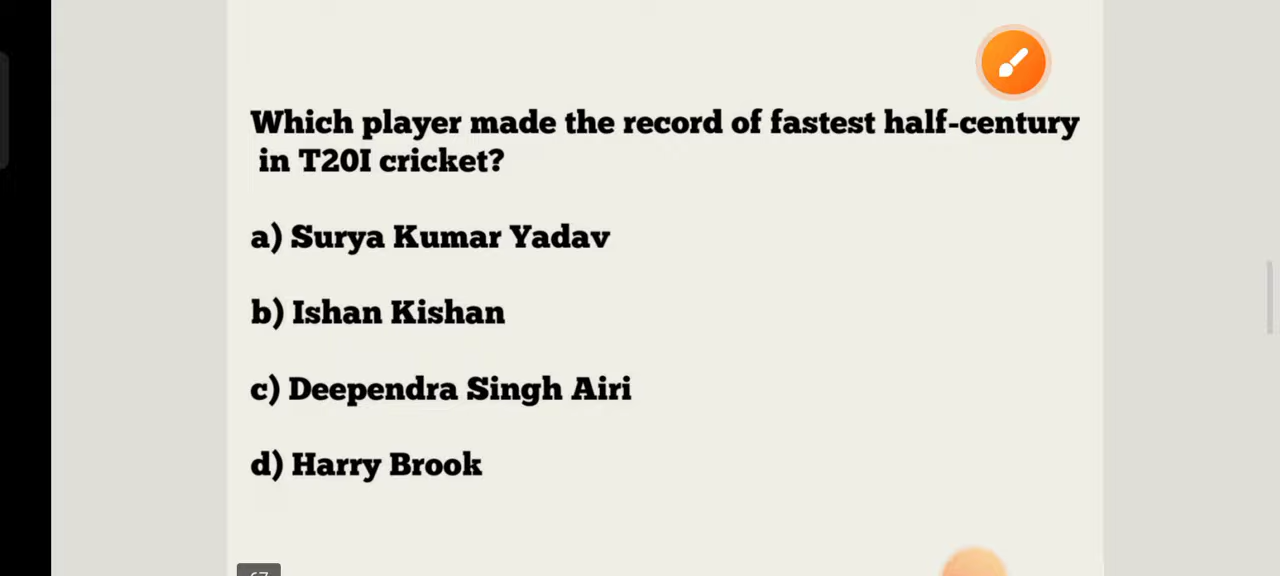 Which player made the record of fastest half-century
in T20I cricket?
a) Surya Kumar Yadav
b) Ishan Kishan
c) Deependra Singh Airi
d) Harry Brook